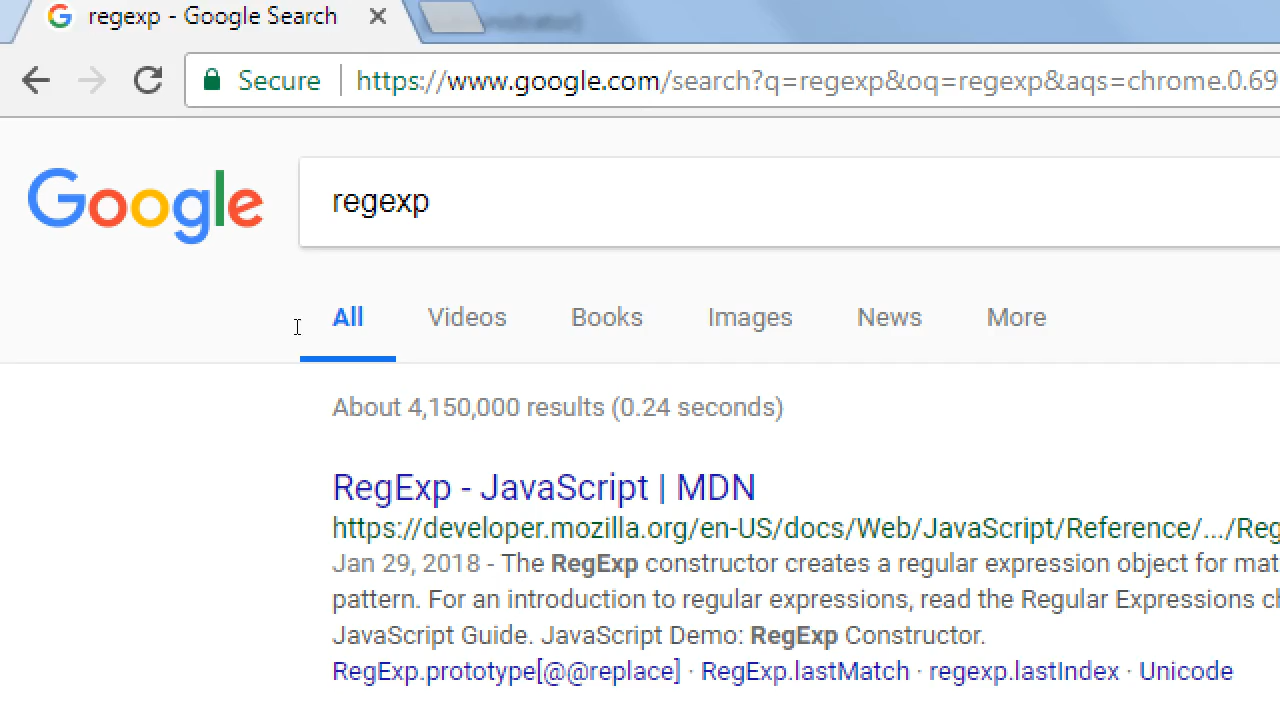 regexp - Google Search
Secure https://www.google.com/search?q=regexp&oq=regexp&aqs=chrome.0.69
Google regexp
All Videos Books Images News More
About 4,150,000 results (0.24 seconds)
RegExp - JavaScript | MDN
https://developer.mozilla.org/en-US/docs/Web/JavaScript/Reference/.../Reg
Jan 29, 2018 - The RegExp constructor creates a regular expression object for mat
pattern. For an introduction to regular expressions, read the Regular Expressions ch
JavaScript Guide. JavaScript Demo: RegExp Constructor.
RegExp.prototype[@@replace] · RegExp.lastMatch · regexp.lastIndex · Unicode